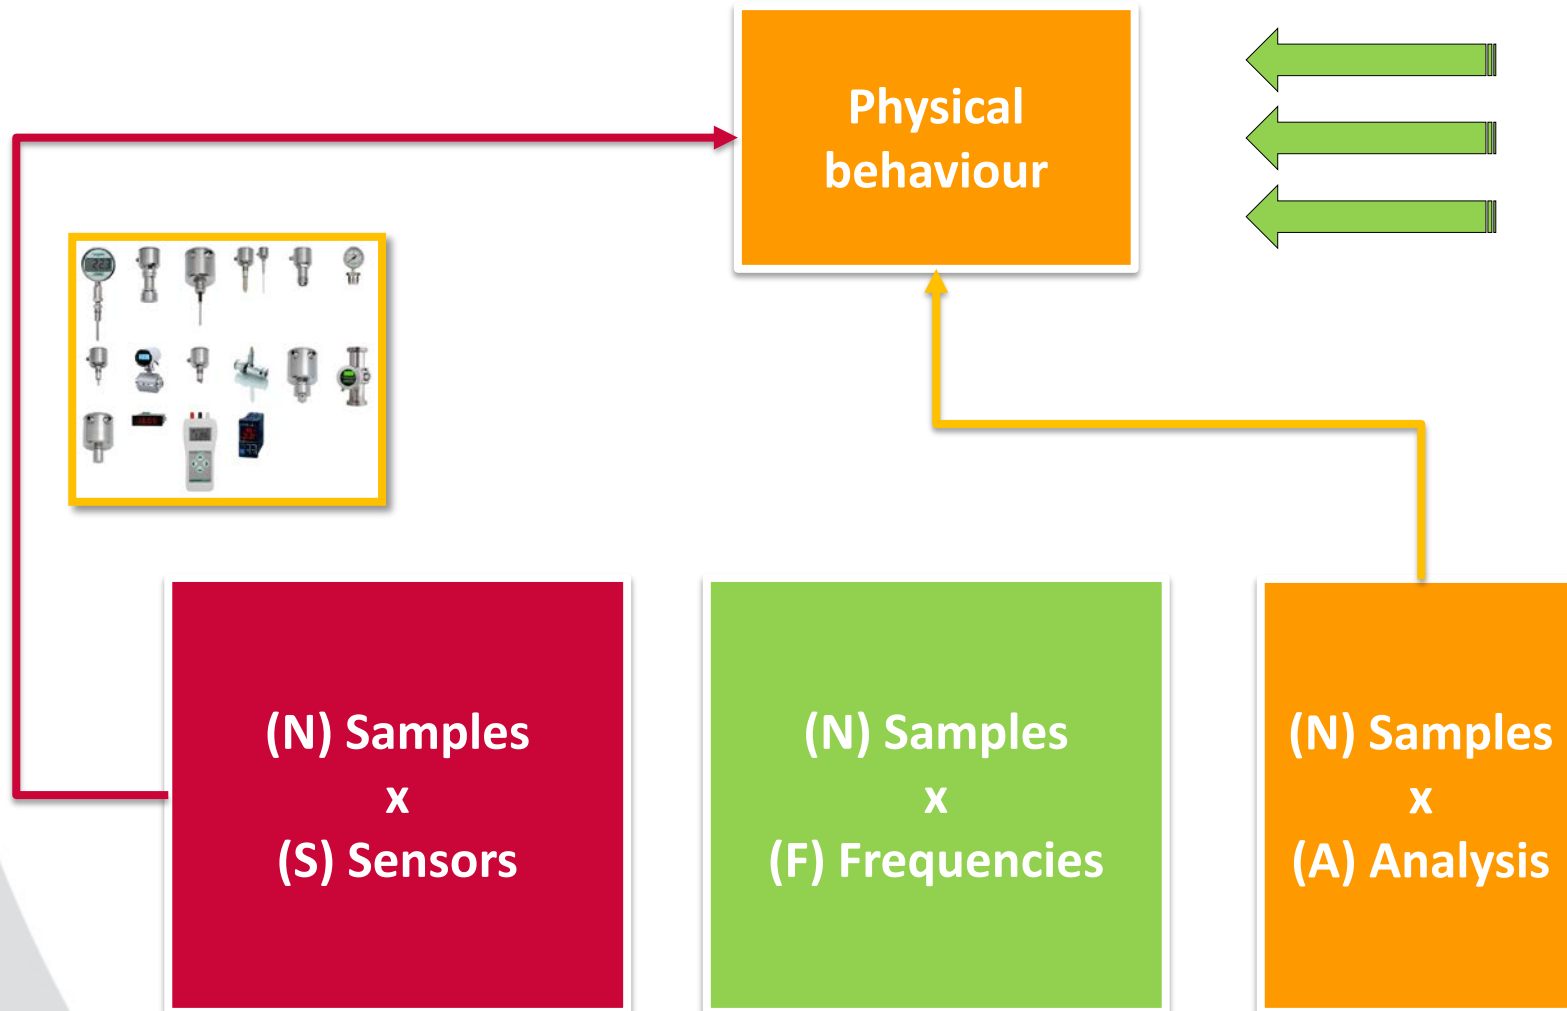 Physical
behaviour
(N) Samples
x
(S) Sensors
(N) Samples
x
(F) Frequencies
(N) Samples
x
(A) Analysis